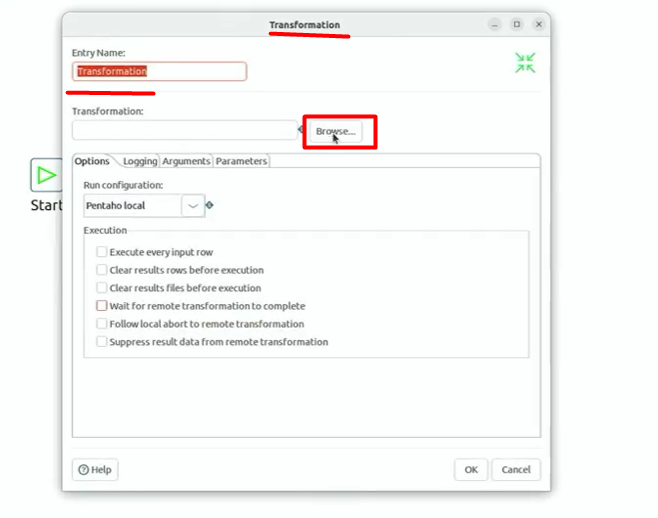 Transformation
Entry Name:
Transformation
Transformation:
Browse...
Start
Options Logging Arguments Parameters
Run configuration:
Pentaho local
Execution
Execute every input row
Clear results rows before execution
Clear results files before execution
Wait for remote transformation to complete
Follow local abort to remote transformation
Suppress result data from remote transformation
Help OK Cancel